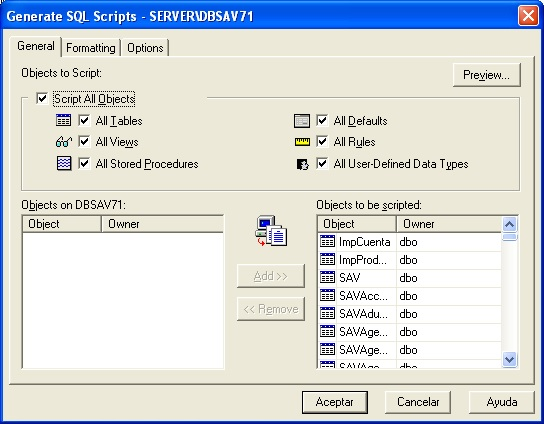 Generate SQL Scripts - SERVER\DBSAV71
General Formatting Options
Objects to Script:
Preview...
Script All Objects
All Tables All Defaults
All Views All Rules
All Stored Procedures All User-Defined Data Types
Objects on DBSAV71: Objects to be scripted:
Object Owner Object Owner
ImpCuenta dbo
ImpProd... dbo
SAV dbo
Add >> SAVAcc... dbo
SAVAdu... dbo
<< Remove SAVAge... dbo
SAVAge... dbo
SAVAge... dbo
Aceptar Cancelar Ayuda